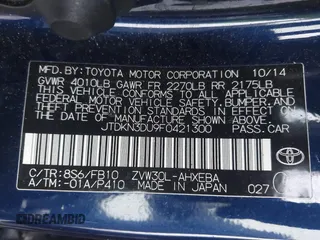 MFD. BY: TOYOTA MOTOR CORPORATION 10/14
GVWR 4010LB GAWR FR 2270LB RR 2175LB
THIS VEHICLE CONFORMS TO ALL APPLICABLE FEDERAL MOTOR VEHICLE SAFETY, BUMPER, AND THEFT PREVENTION STANDARDS IN EFFECT ON THE DATE OF MANUFACTURE SHOWN ABOVE.
JTDKN3DU9F0421300 PASS.CAR
C/TR: 8S6/FB10 ZVW30L-AHXEBA
A/TM: -01A/P410 MADE IN JAPAN 027
TOYOTA
DREAMBID